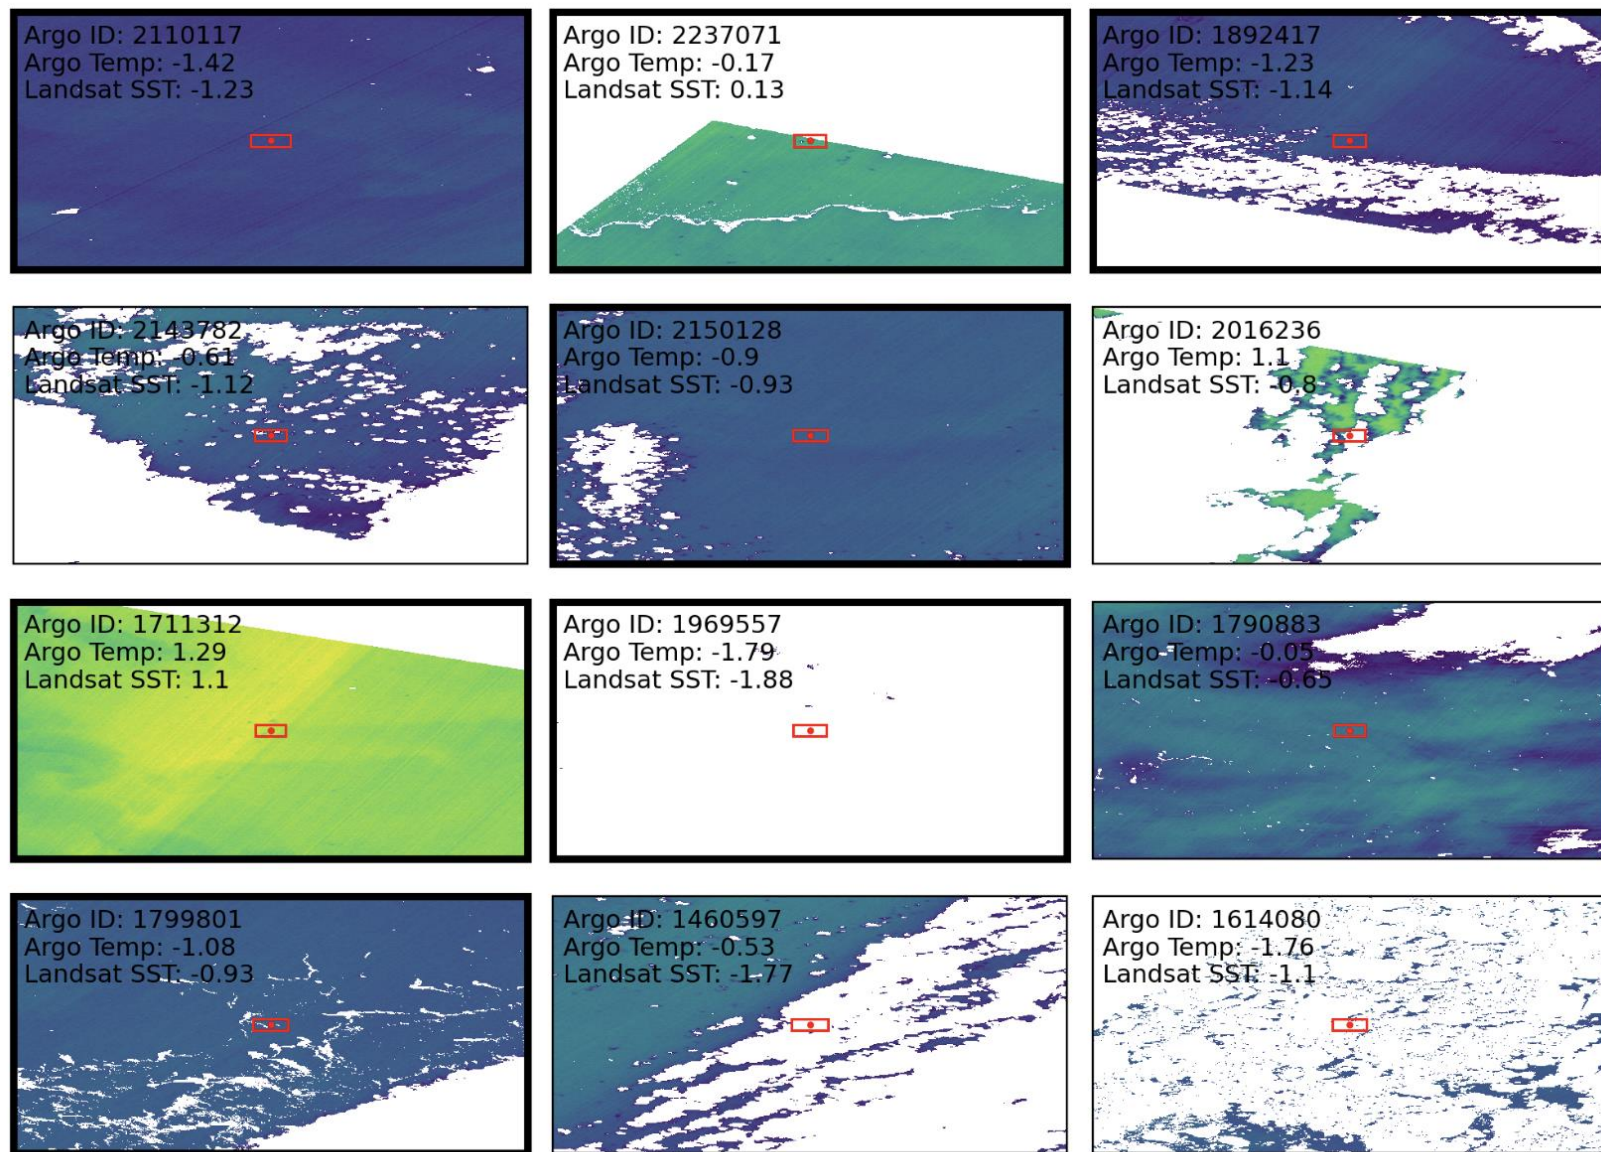 Argo ID: 2110117
Argo Temp: -1.42
Landsat SST: -1.23
Argo ID: 2237071
Argo Temp: -0.17
Landsat SST: 0.13
Argo ID: 1892417
Argo Temp: -1.23
Landsat SST: -1.14
Argo ID: 2143782
Argo Temp: -0.61
Landsat SST: -1.12
Argo ID: 2150128
Argo Temp: -0.9
Landsat SST: -0.93
Argo ID: 2016236
Argo Temp: 1.1
Landsat SST: -0.8
Argo ID: 1711312
Argo Temp: 1.29
Landsat SST: 1.1
Argo ID: 1969557
Argo Temp: -1.79
Landsat SST: -1.88
Argo ID: 1790883
Argo Temp: -0.05
Landsat SST: -0.65
Argo ID: 1799801
Argo Temp: -1.08
Landsat SST: -0.93
Argo ID: 1460597
Argo Temp: -0.53
Landsat SST: -1.77
Argo ID: 1614080
Argo Temp: -1.76
Landsat SST: -1.1